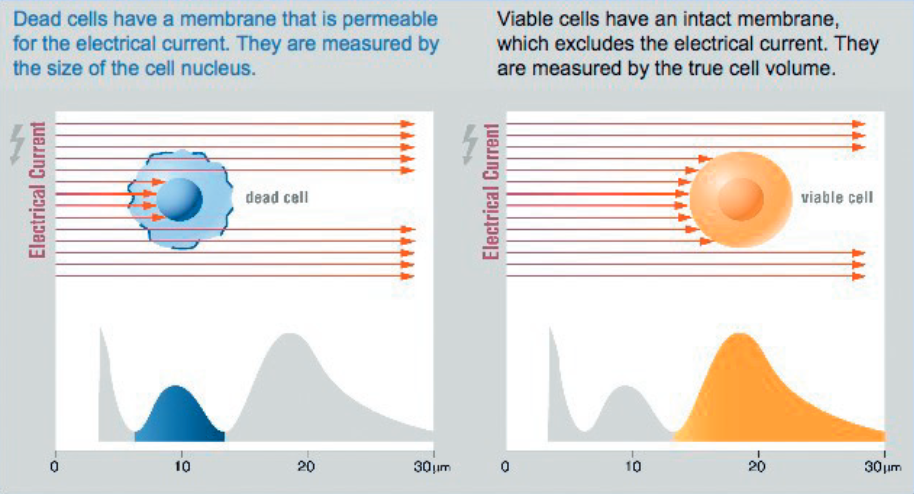 Dead cells have a membrane that is permeable
for the electrical current. They are measured by
the size of the cell nucleus.
Electrical Current
dead cell
0 10 20 30μm
Viable cells have an intact membrane,
which excludes the electrical current. They
are measured by the true cell volume.
Electrical Current
viable cell
0 10 20 30μm